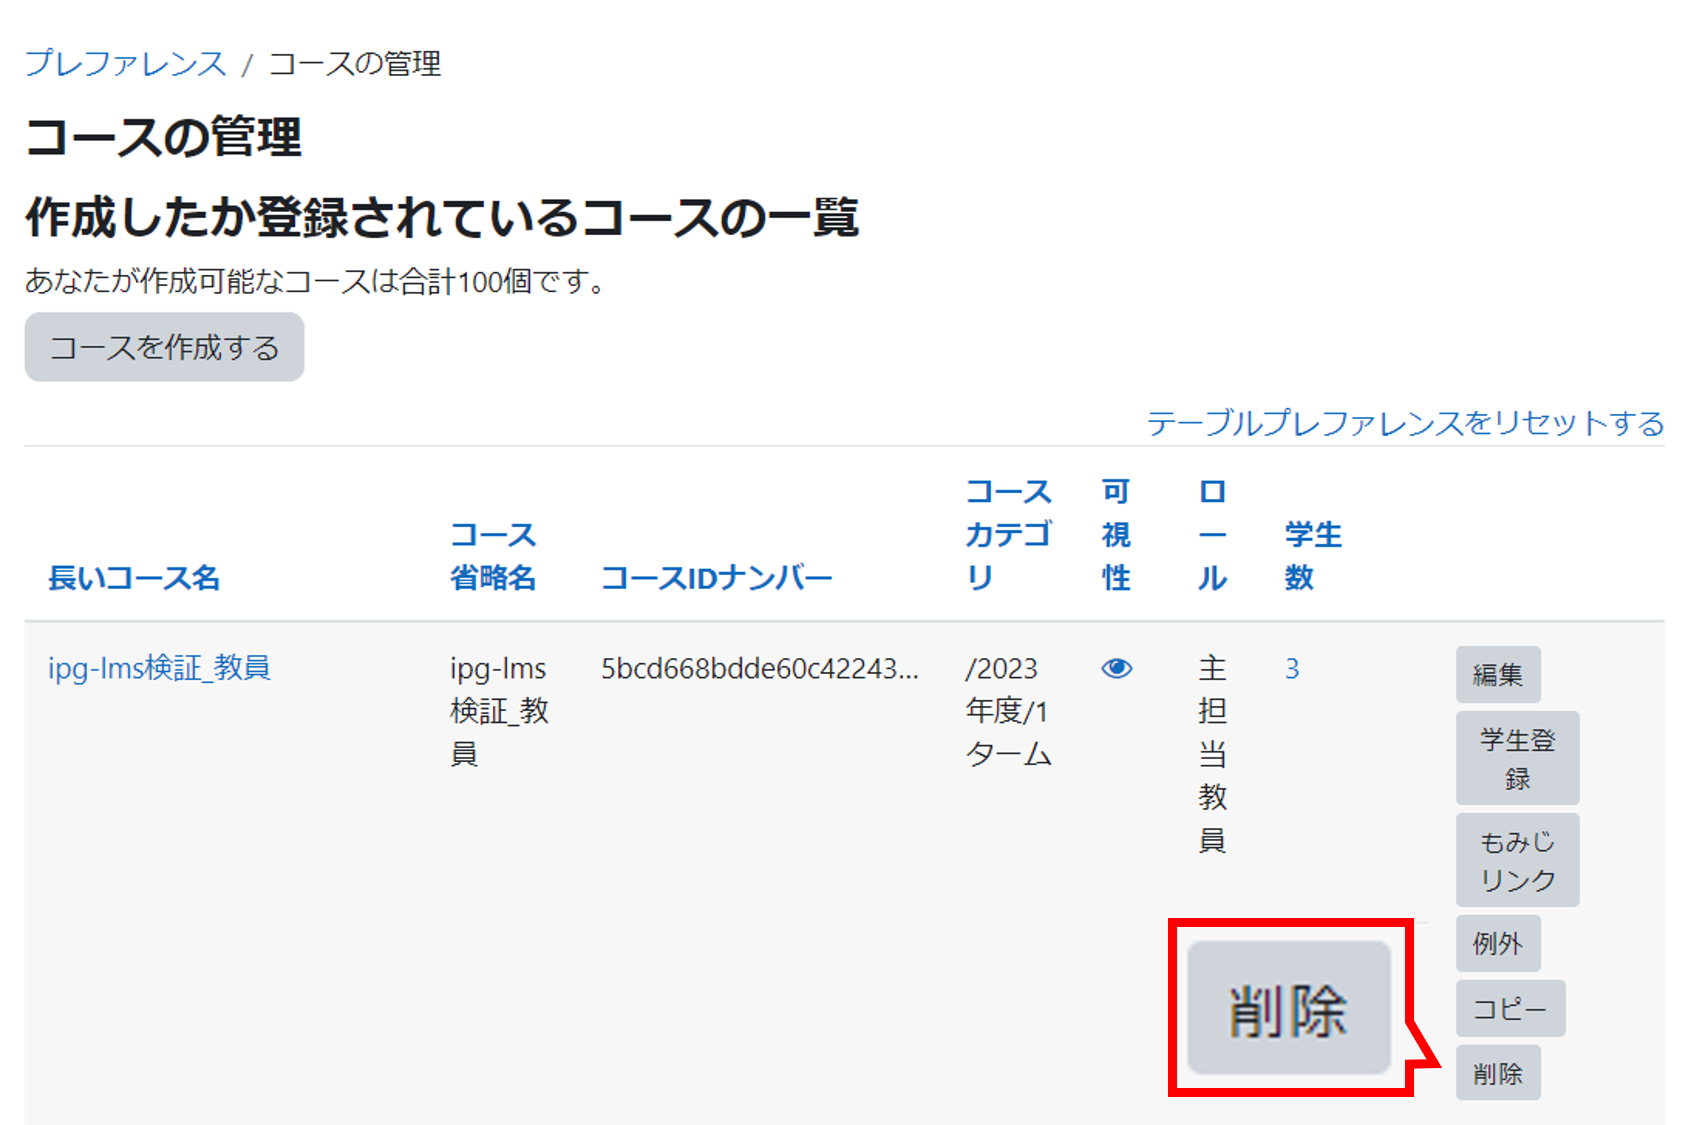 プレファレンス / コースの管理
コースの管理
作成したか登録されているコースの一覧
あなたが作成可能なコースは合計100個です。
コースを作成する
テーブルプレファレンスをリセットする
長いコース名
コース
省略名
コースIDナンバー
コース
カテゴ
リ
可
視
性
ロ
ー
ル
学生
数
ipg-lms検証_教員
ipg-lms
検証_教
員
5bcd668bdde60c42243...
/2023
年度/1
ターム
主
担
当
教
員
3
編集
学生登
録
もみじ
リンク
例外
コピー
削除
削除